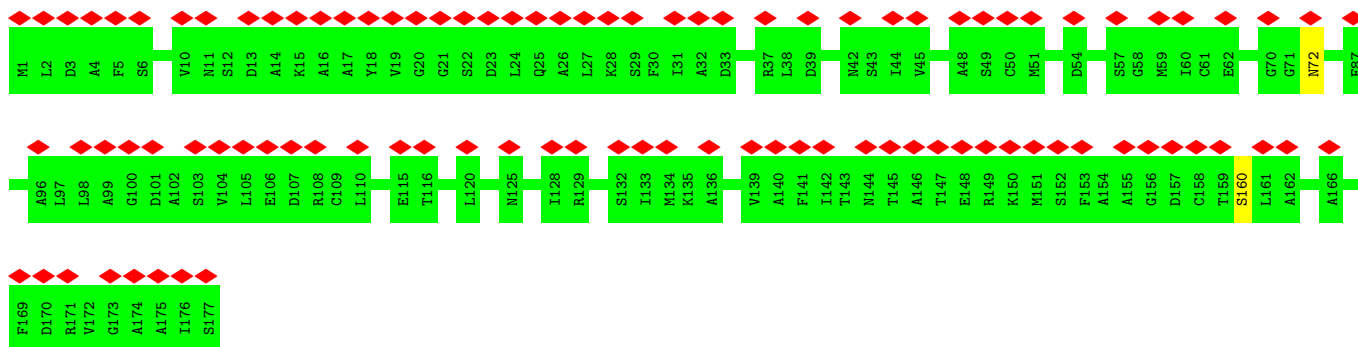 M1 L2 D3 A4 F5 S6 V10 N11 S12 D13 A14 K15 A16 A17 Y18 V19 G20 G21 S22 D23 L24 Q25 A26 L27 K28 S29 F30 I31 A32 D33 R37 L38 D39 N42 S43 I44 V45 A48 S49 C50 M51 D54 S57 G58 M59 I60 C61 E62 G70 G71 N72
A96 L97 L98 A99 G100 D101 A102 S103 V104 L105 E106 D107 R108 C109 L110 E115 T116 L120 N125 I128 R129 S132 I133 M134 K135 A136 V139 A140 F141 I142 T143 N144 T145 A146 T147 E148 R149 K150 M151 S152 F153 A154 A155 G156 D157 C158 T159 S160 L161 A162 A166
F169 D170 R171 V172 G173 A174 A175 I176 S177